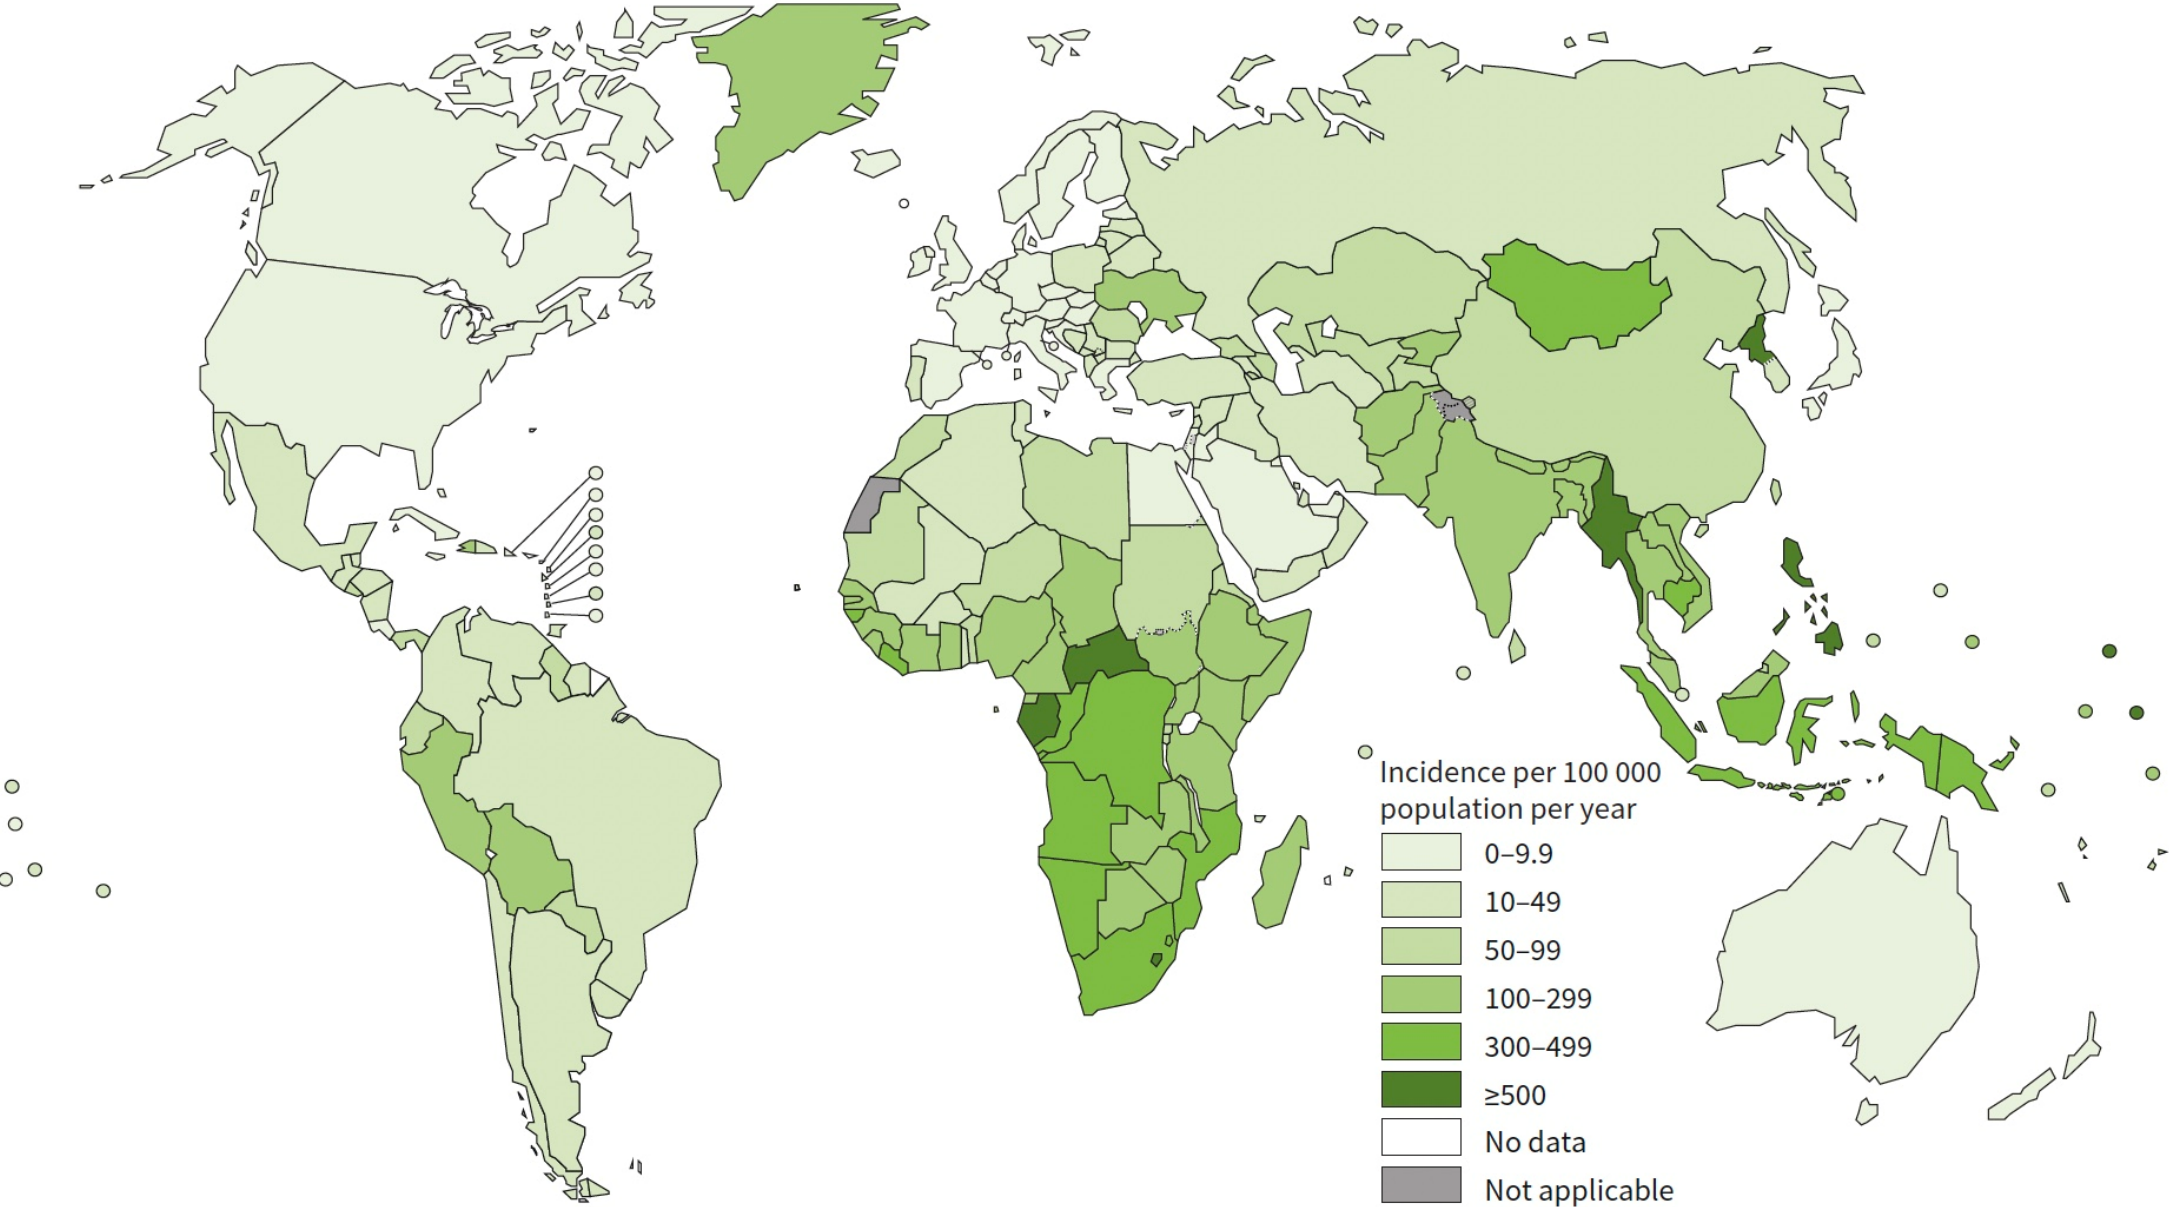 Incidence per 100 000
population per year
0–9.9
10–49
50–99
100–299
300–499
≥500
No data
Not applicable